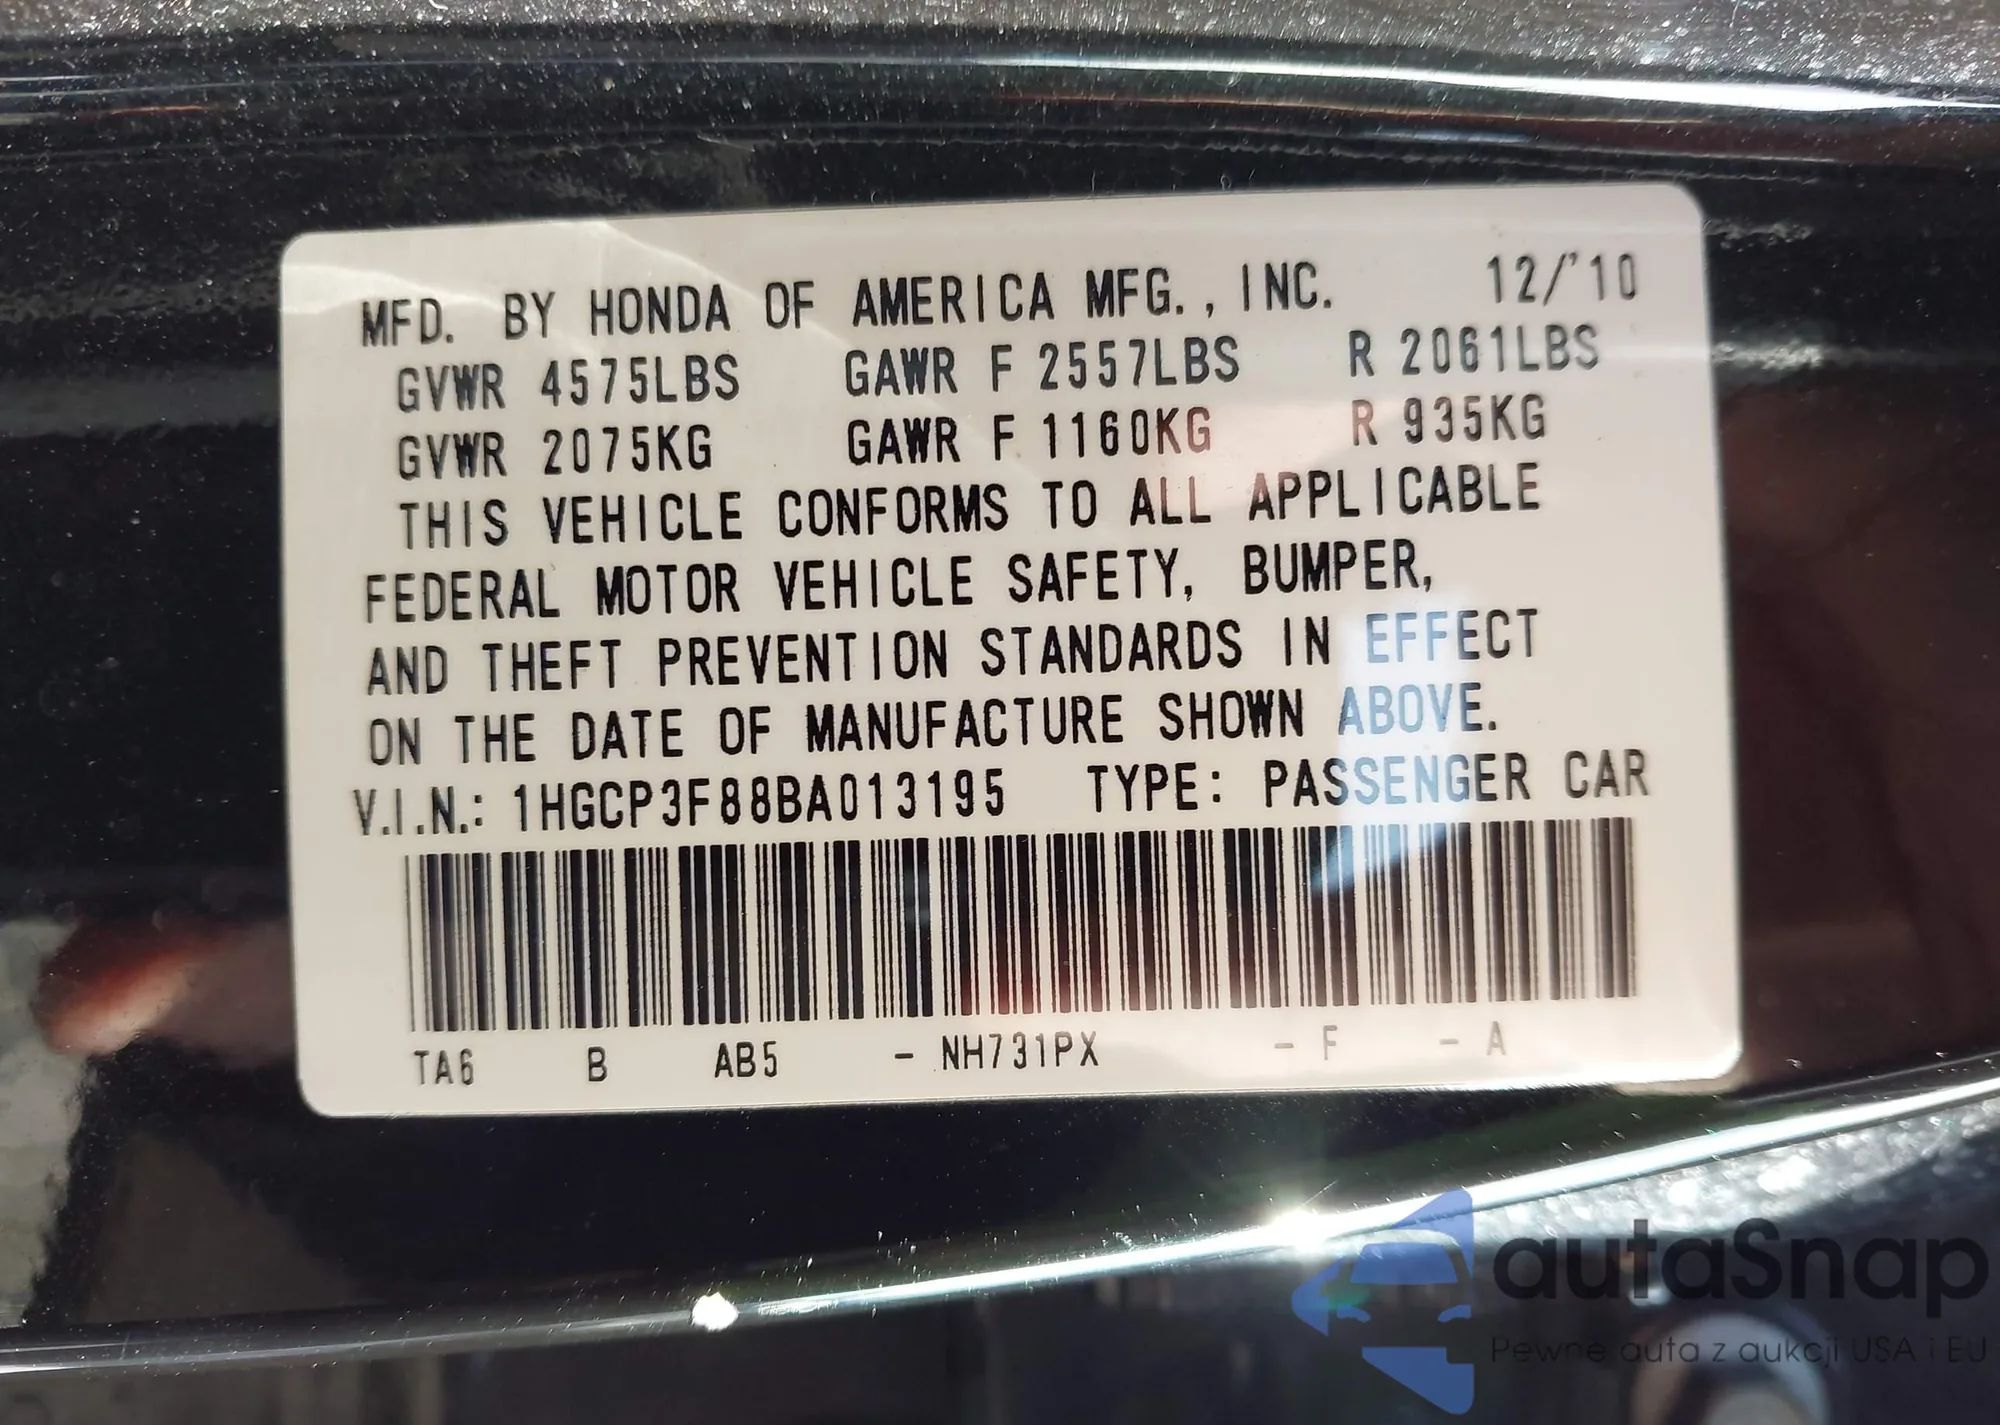 MFD. BY HONDA OF AMERICA MFG., INC. 12/'10
GVWR 4575LBS GAWR F 2557LBS R 2061LBS
GVWR 2075KG GAWR F 1160KG R 935KG
THIS VEHICLE CONFORMS TO ALL APPLICABLE
FEDERAL MOTOR VEHICLE SAFETY, BUMPER,
AND THEFT PREVENTION STANDARDS IN EFFECT
ON THE DATE OF MANUFACTURE SHOWN ABOVE.
V.I.N.: 1HGCP3F88BA013195 TYPE: PASSENGER CAR
TA6 B AB5 - NH731PX - F - A
autaSnap
Pewne auta z aukcji USA i EU